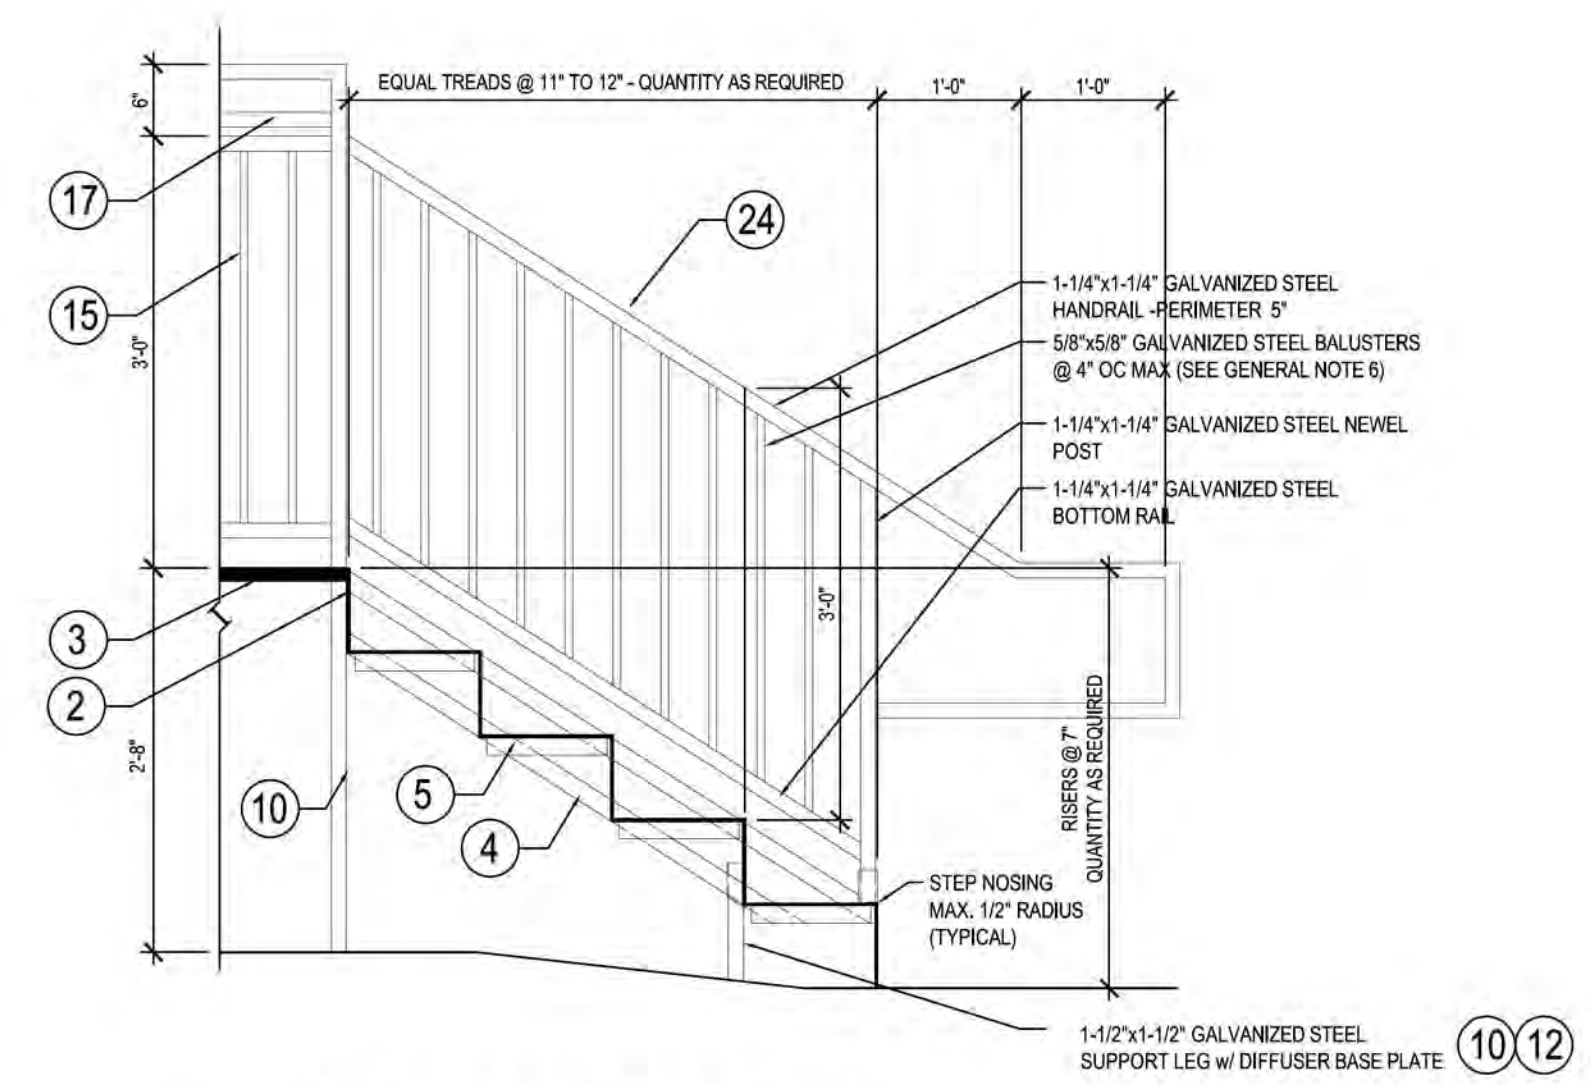 EQUAL TREADS @ 11" TO 12" - QUANTITY AS REQUIRED
1'-0"
1'-0"
6"
17
24
15
3'-0"
1-1/4"x1-1/4" GALVANIZED STEEL
HANDRAIL -PERIMETER 5"
5/8"x5/8" GALVANIZED STEEL BALUSTERS
@ 4" OC MAX (SEE GENERAL NOTE 6)
1-1/4"x1-1/4" GALVANIZED STEEL NEWEL
POST
1-1/4"x1-1/4" GALVANIZED STEEL
BOTTOM RAIL
3'-0"
3
2
2'-8"
10
5
4
RISERS @ 7"
QUANTITY AS REQUIRED
STEP NOSING
MAX. 1/2" RADIUS
(TYPICAL)
1-1/2"x1-1/2" GALVANIZED STEEL
SUPPORT LEG w/ DIFFUSER BASE PLATE
10 12